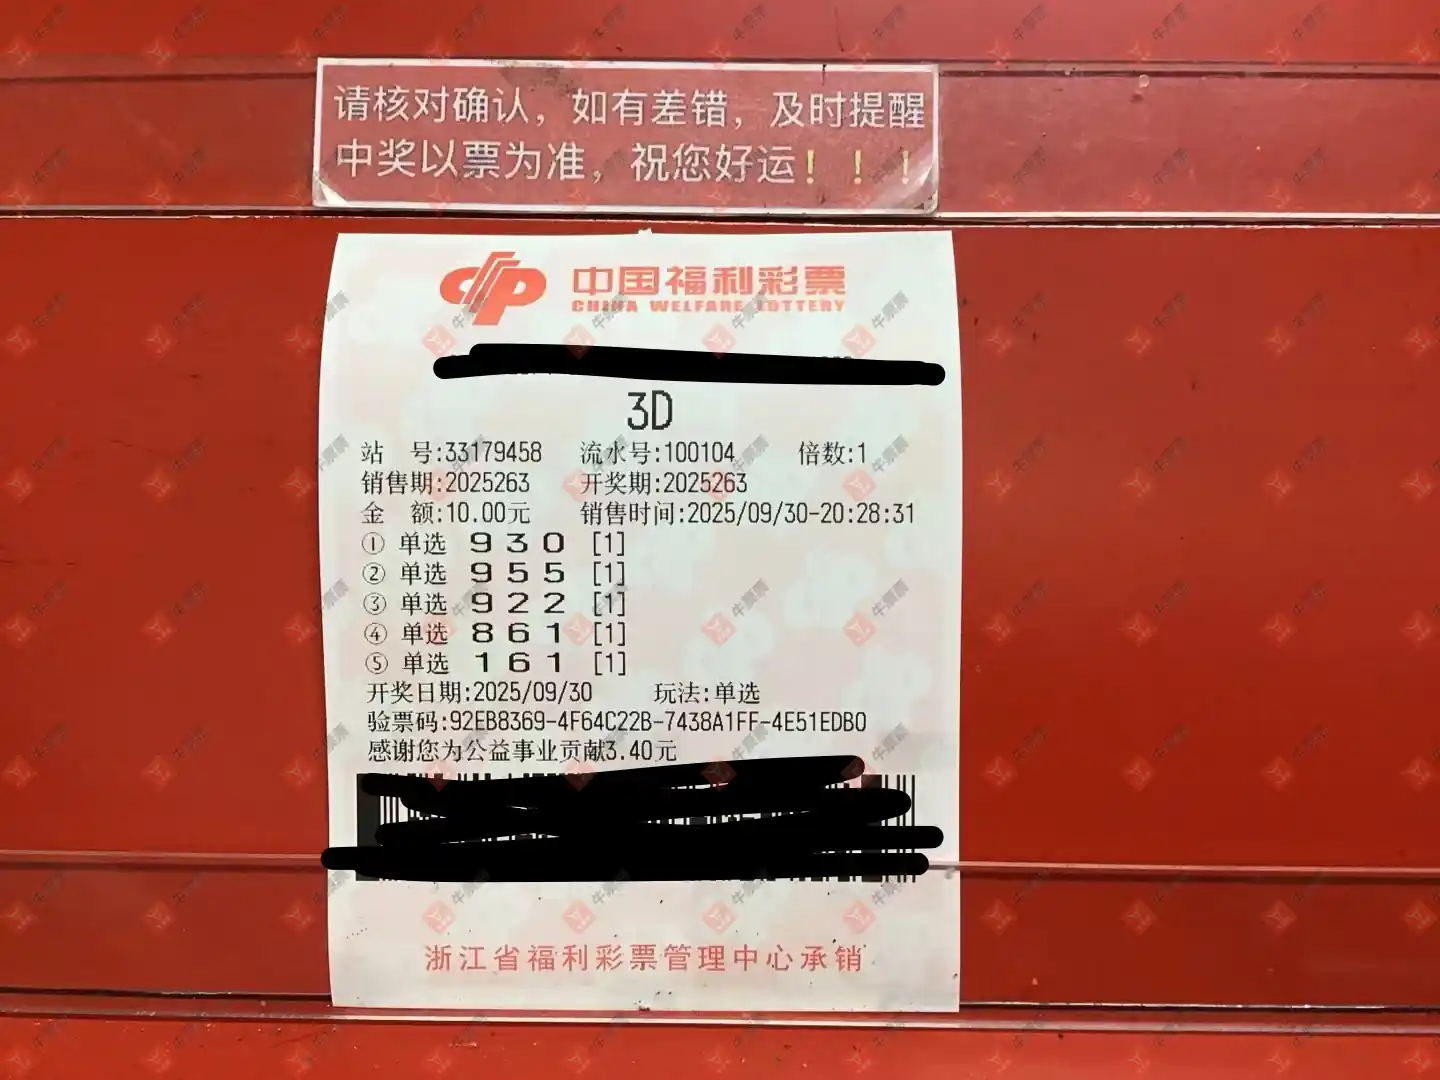 请核对确认，如有差错，及时提醒
中奖以票为准，祝您好运！！！
中国福利彩票
CHINA WELFARE LOTTERY
3D
站 号:33179458 流水号:100104 倍数:1
销售期:2025263 开奖期:2025263
金 额:10.00元 销售时间:2025/09/30-20:28:31
① 单选 9 3 0 [1]
② 单选 9 5 5 [1]
③ 单选 9 2 2 [1]
④ 单选 8 6 1 [1]
⑤ 单选 1 6 1 [1]
开奖日期:2025/09/30 玩法:单选
验票码:92EB8369-4F64C22B-7438A1FF-4E51EDB0
感谢您为公益事业贡献3.40元
浙江省福利彩票管理中心承销
牛票票